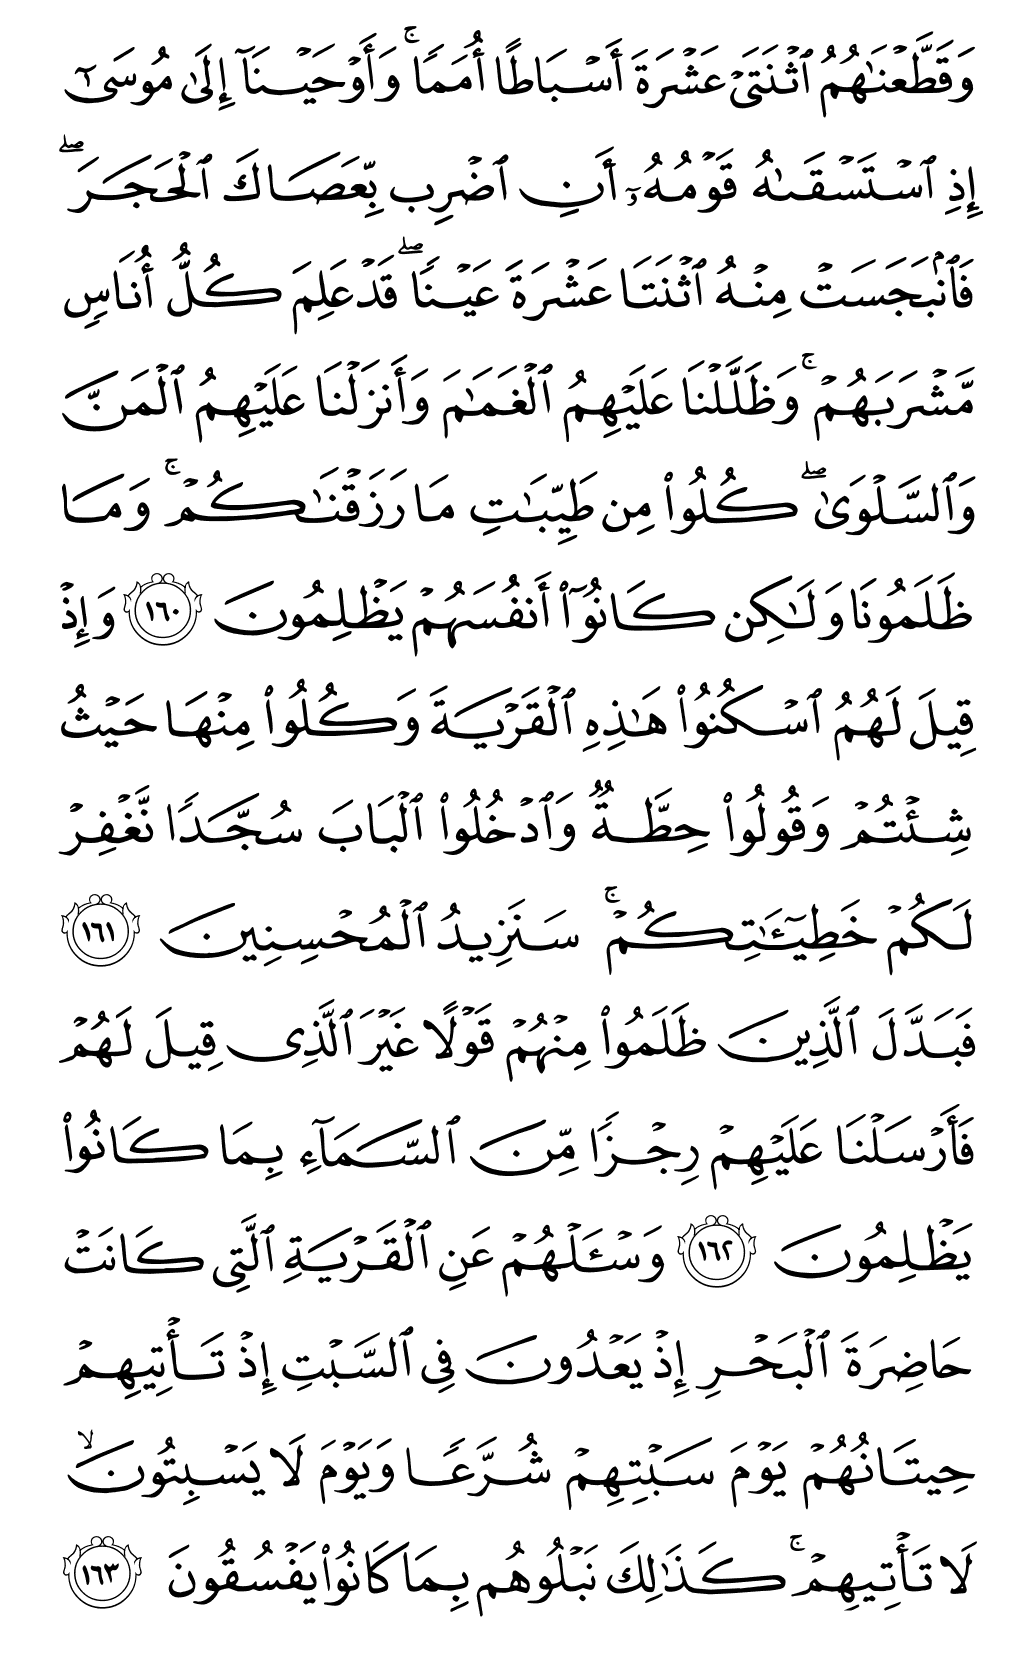 وَقَطَّعۡنَٰهُمُ ٱثۡنَتَيۡ عَشۡرَةَ أَسۡبَاطًا أُمَمٗاۚ وَأَوۡحَيۡنَآ إِلَىٰ مُوسَىٰٓ
إِذِ ٱسۡتَسۡقَىٰهُ قَوۡمُهُۥٓ أَنِ ٱضۡرِب بِّعَصَاكَ ٱلۡحَجَرَۖ
فَٱنۢبَجَسَتۡ مِنۡهُ ٱثۡنَتَا عَشۡرَةَ عَيۡنٗاۖ قَدۡ عَلِمَ كُلُّ أُنَاسٖ
مَّشۡرَبَهُمۡۚ وَظَلَّلۡنَا عَلَيۡهِمُ ٱلۡغَمَٰمَ وَأَنزَلۡنَا عَلَيۡهِمُ ٱلۡمَنَّ
وَٱلسَّلۡوَىٰۖ كُلُواْ مِن طَيِّبَٰتِ مَا رَزَقۡنَٰكُمۡۚ وَمَا
ظَلَمُونَا وَلَٰكِن كَانُوٓاْ أَنفُسَهُمۡ يَظۡلِمُونَ ١٦٠ وَإِذۡ
قِيلَ لَهُمُ ٱسۡكُنُواْ هَٰذِهِ ٱلۡقَرۡيَةَ وَكُلُواْ مِنۡهَا حَيۡثُ
شِئۡتُمۡ وَقُولُواْ حِطَّةٞ وَٱدۡخُلُواْ ٱلۡبَابَ سُجَّدٗا نَّغۡفِرۡ
لَكُمۡ خَطِيٓـَٰٔتِكُمۡۚ سَنَزِيدُ ٱلۡمُحۡسِنِينَ ١٦١
فَبَدَّلَ ٱلَّذِينَ ظَلَمُواْ مِنۡهُمۡ قَوۡلًا غَيۡرَ ٱلَّذِي قِيلَ لَهُمۡ
فَأَرۡسَلۡنَا عَلَيۡهِمۡ رِجۡزٗا مِّنَ ٱلسَّمَآءِ بِمَا كَانُواْ
يَظۡلِمُونَ ١٦٢ وَسۡـَٔلۡهُمۡ عَنِ ٱلۡقَرۡيَةِ ٱلَّتِي كَانَتۡ
حَاضِرَةَ ٱلۡبَحۡرِ إِذۡ يَعۡدُونَ فِي ٱلسَّبۡتِ إِذۡ تَأۡتِيهِمۡ
حِيتَانُهُمۡ يَوۡمَ سَبۡتِهِمۡ شُرَّعٗا وَيَوۡمَ لَا يَسۡبِتُونَۙ
لَا تَأۡتِيهِمۡۚ كَذَٰلِكَ نَبۡلُوهُم بِمَا كَانُواْ يَفۡسُقُونَ ١٦٣